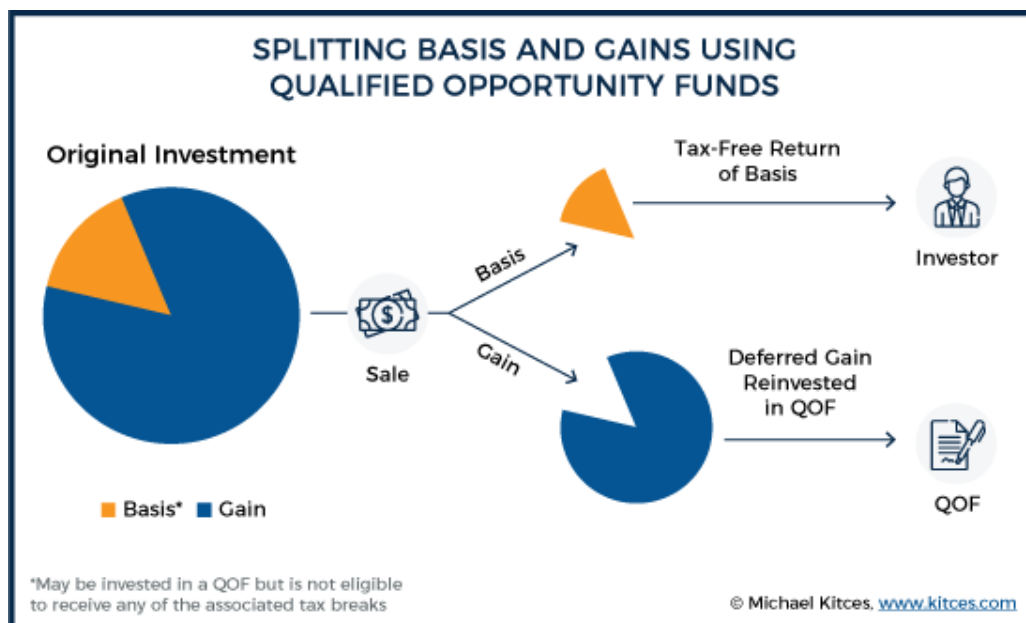 SPLITTING BASIS AND GAINS USING
QUALIFIED OPPORTUNITY FUNDS
Original Investment
Tax-Free Return
of Basis
Investor
Basis
Sale
Gain
Deferred Gain
Reinvested
in QOF
QOF
Basis* Gain
*May be invested in a QOF but is not eligible
to receive any of the associated tax breaks
© Michael Kitces, www.kitces.com